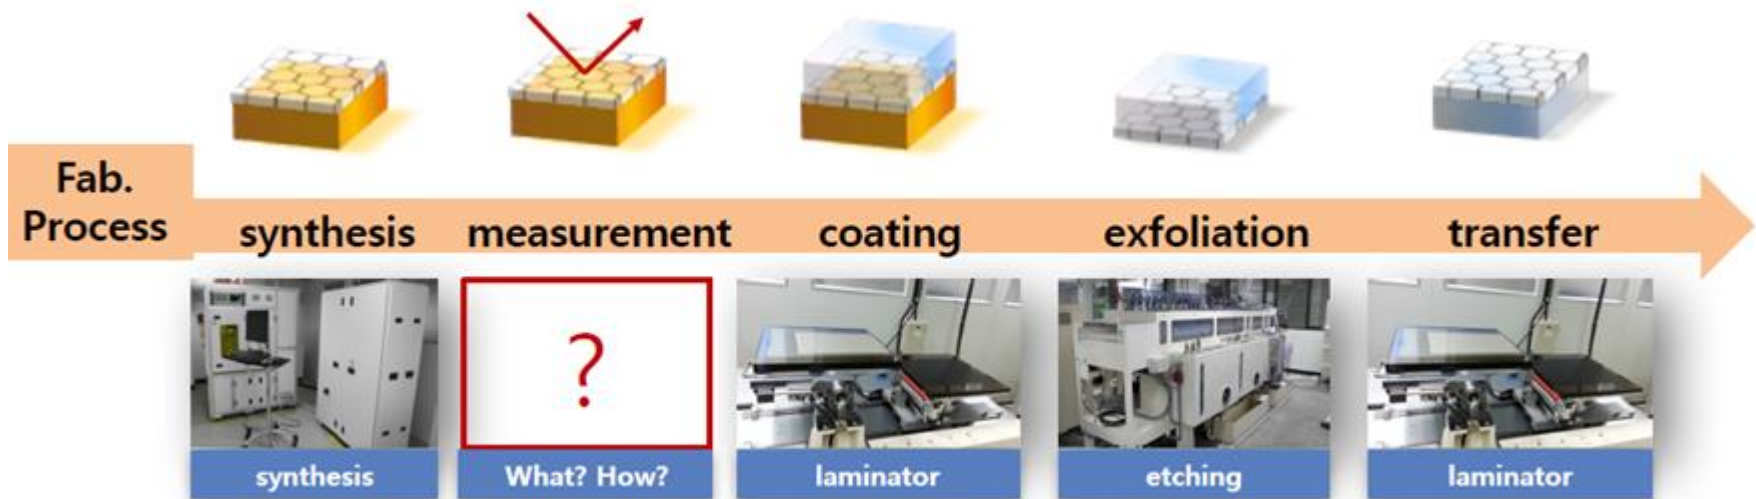 Fab.
Process
synthesis
measurement
coating
exfoliation
transfer
?
synthesis
What? How?
laminator
etching
laminator